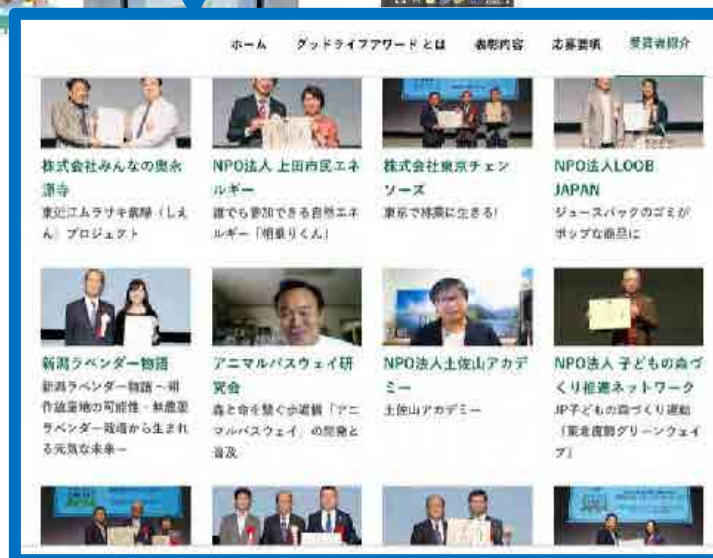 ホーム グッドライフアワードとは 表彰内容 応募要項 受賞者紹介
株式会社みんなの奥永
源寺
東近江ムラサキ紫縁（しえ
ん）プロジェクト
NPO法人 上田市民エネ
ルギー
誰でも参加できる自然エネ
ルギー「相乗りくん」
株式会社東京チェン
ソーズ
東京で林業に生きる!
NPO法人LOOB
JAPAN
ジュースパックのゴミが
ポップな商品に
新潟ラベンダー物語
新潟ラベンダー物語～耕
作放棄地の可能性・無農薬
ラベンダー栽培から生まれ
る元気な未来～
アニマルパスウェイ研
究会
森と命を繋ぐ歩道橋「アニ
マルパスウェイ」の開発と
普及
NPO法人土佐山アカデ
ミー
土佐山アカデミー
NPO法人 子どもの森づ
くり推進ネットワーク
JP子どもの森づくり運動
「東北復興グリーンウェイ
ブ」